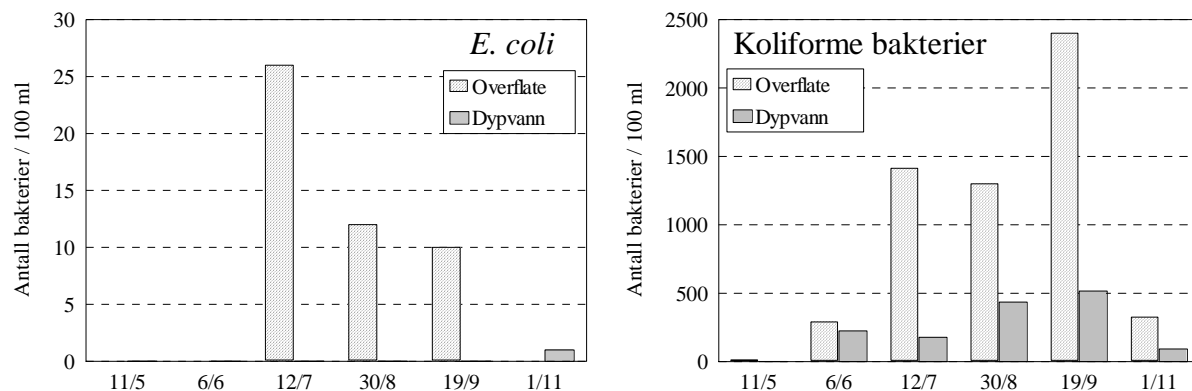 E. coli
Overflate
Dypvann
Antall bakterier / 100 ml
30
25
20
15
10
5
0
11/5 6/6 12/7 30/8 19/9 1/11
Koliforme bakterier
Overflate
Dypvann
Antall bakterier / 100 ml
2500
2000
1500
1000
500
0
11/5 6/6 12/7 30/8 19/9 1/11